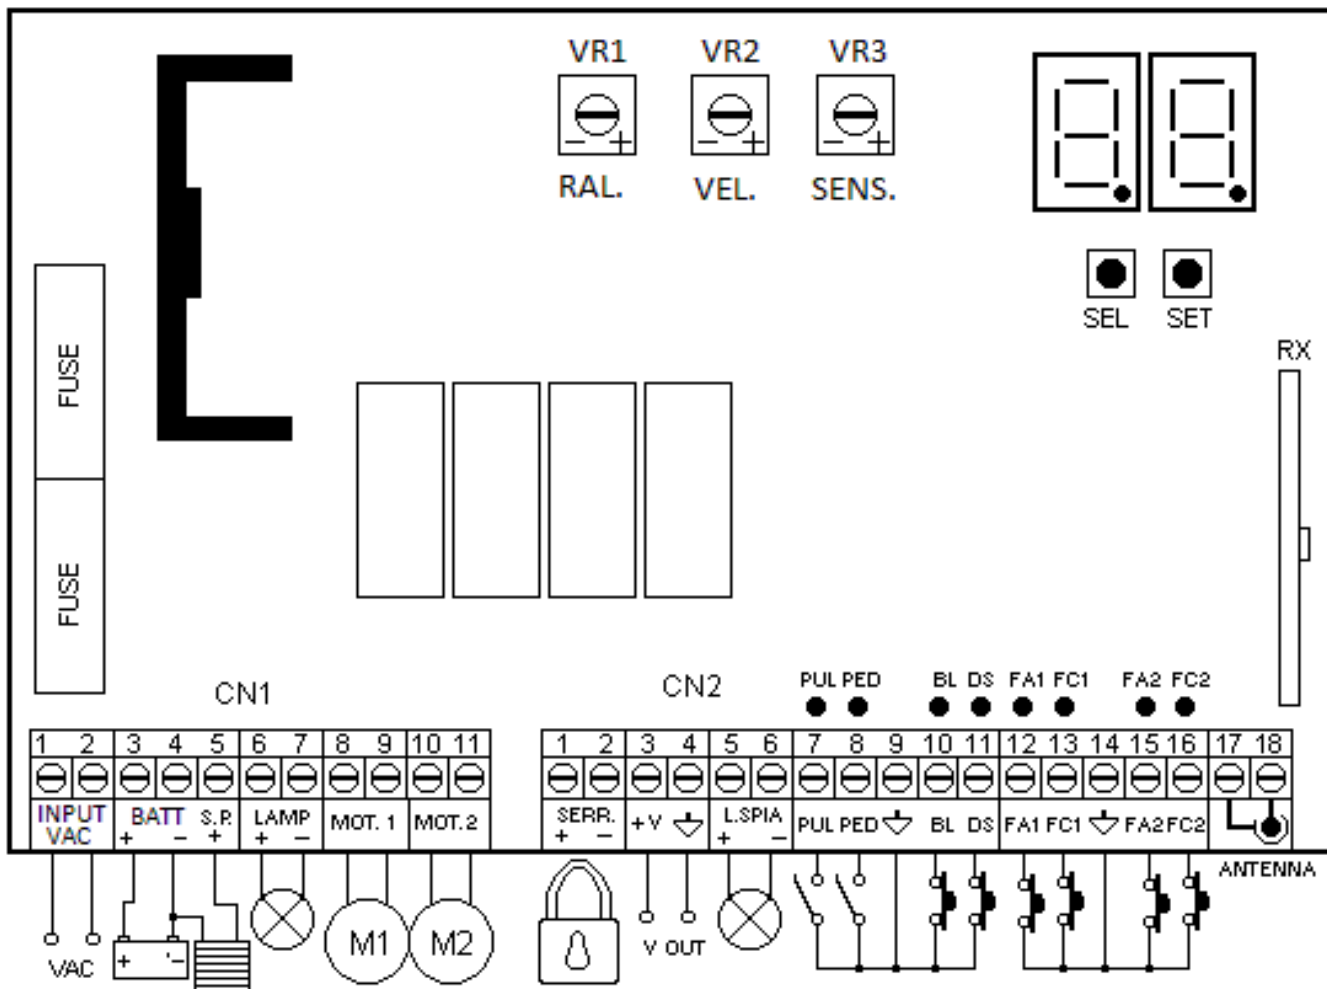 VR1 VR2 VR3
RAL. VEL. SENS.
SEL SET
RX
FUSE
FUSE
CN1 CN2
PUL PED BL DS FA1 FC1 FA2 FC2
1 2 3 4 5 6 7 8 9 10 11
1 2 3 4 5 6 7 8 9 10 11 12 13 14 15 16 17 18
INPUT VAC BATT + - S.P. + LAMP + - MOT. 1 MOT. 2
SERR. + - +V L.SPIA + - PUL PED BL DS FA1 FC1 FA2 FC2
ANTENNA
VAC + - M1 M2 V OUT